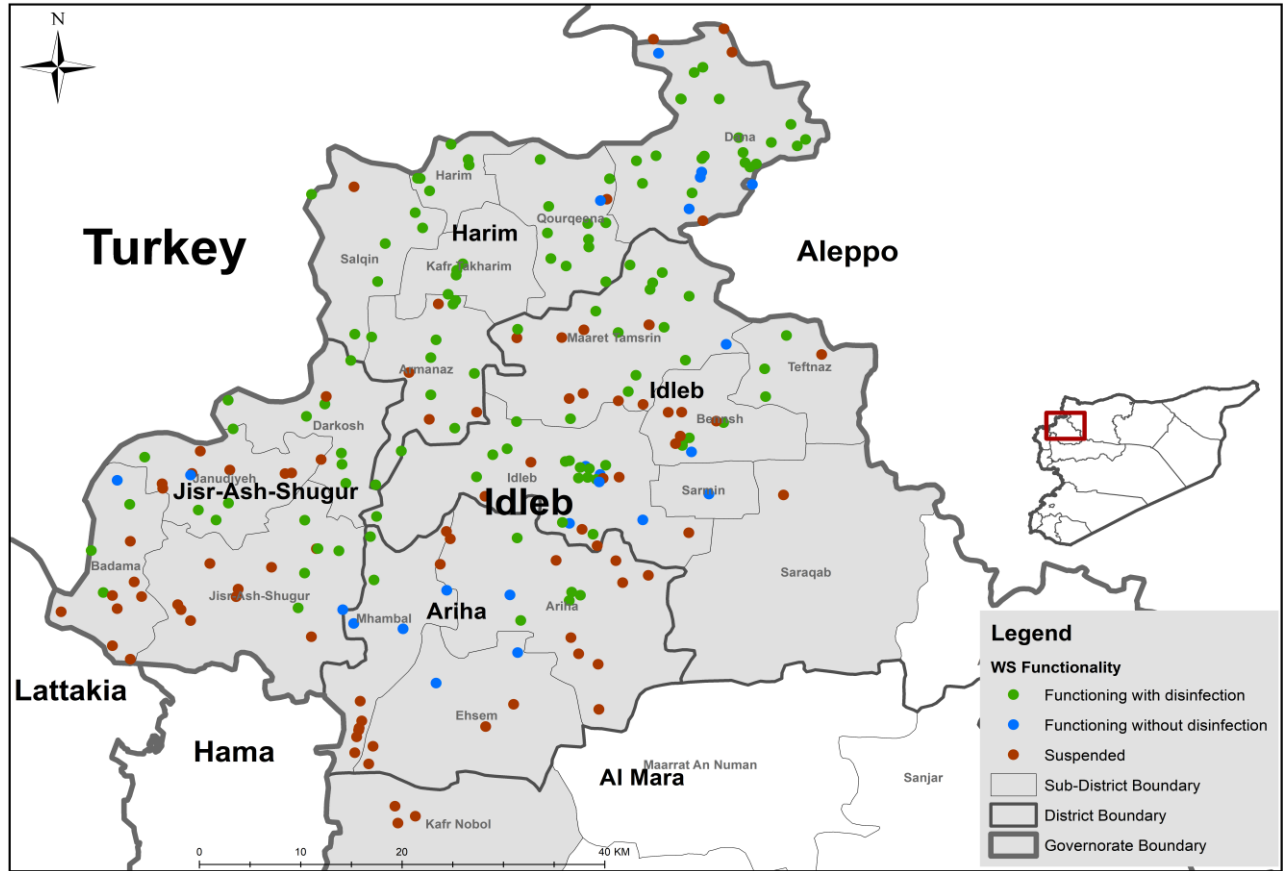 N
Dana
Harim
Qourqeena
Harim
Turkey
Salqin
Kafr Takharim
Aleppo
Maaret Tamsrin
Teftnaz
Armanaz
Idleb
Bennsh
Darkosh
Janudiyeh
Jisr-Ash-Shugur
Idleb
Idleb
Sarmin
Badama
Jisr-Ash-Shugur
Saraqab
Mhambal
Ariha
Ariha
Lattakia
Ehsem
Hama
Al Mara
Maarrat An Numan
Sanjar
Kafr Nobol
0 10 20 40 KM
Legend
WS Functionality
Functioning with disinfection
Functioning without disinfection
Suspended
Sub-District Boundary
District Boundary
Governorate Boundary